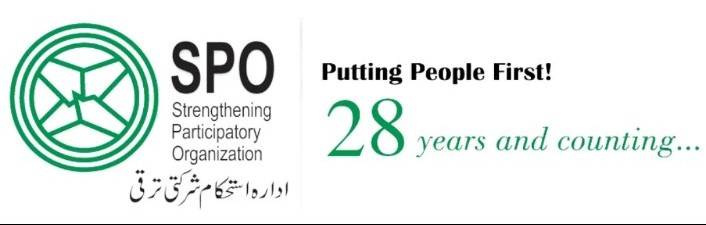 SPO
Strengthening
Participatory
Organization
ادارہ استحکام شرکتی ترقی
Putting People First!
28 years and counting...